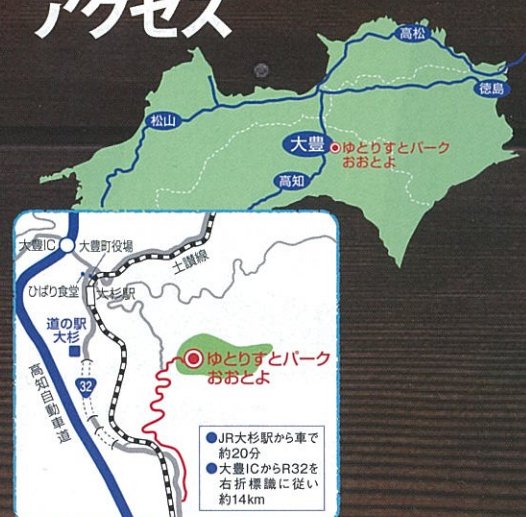 アクセス
高松
徳島
松山
大豊
ゆとりすとパーク
おおとよ
高知
大豊IC
大豊町役場
土讃線
ひばり食堂
大杉駅
道の駅
大杉
32
高知自動車道
ゆとりすとパーク
おおとよ
●JR大杉駅から車で
約20分
●大豊ICからR32を
右折標識に従い
約14km